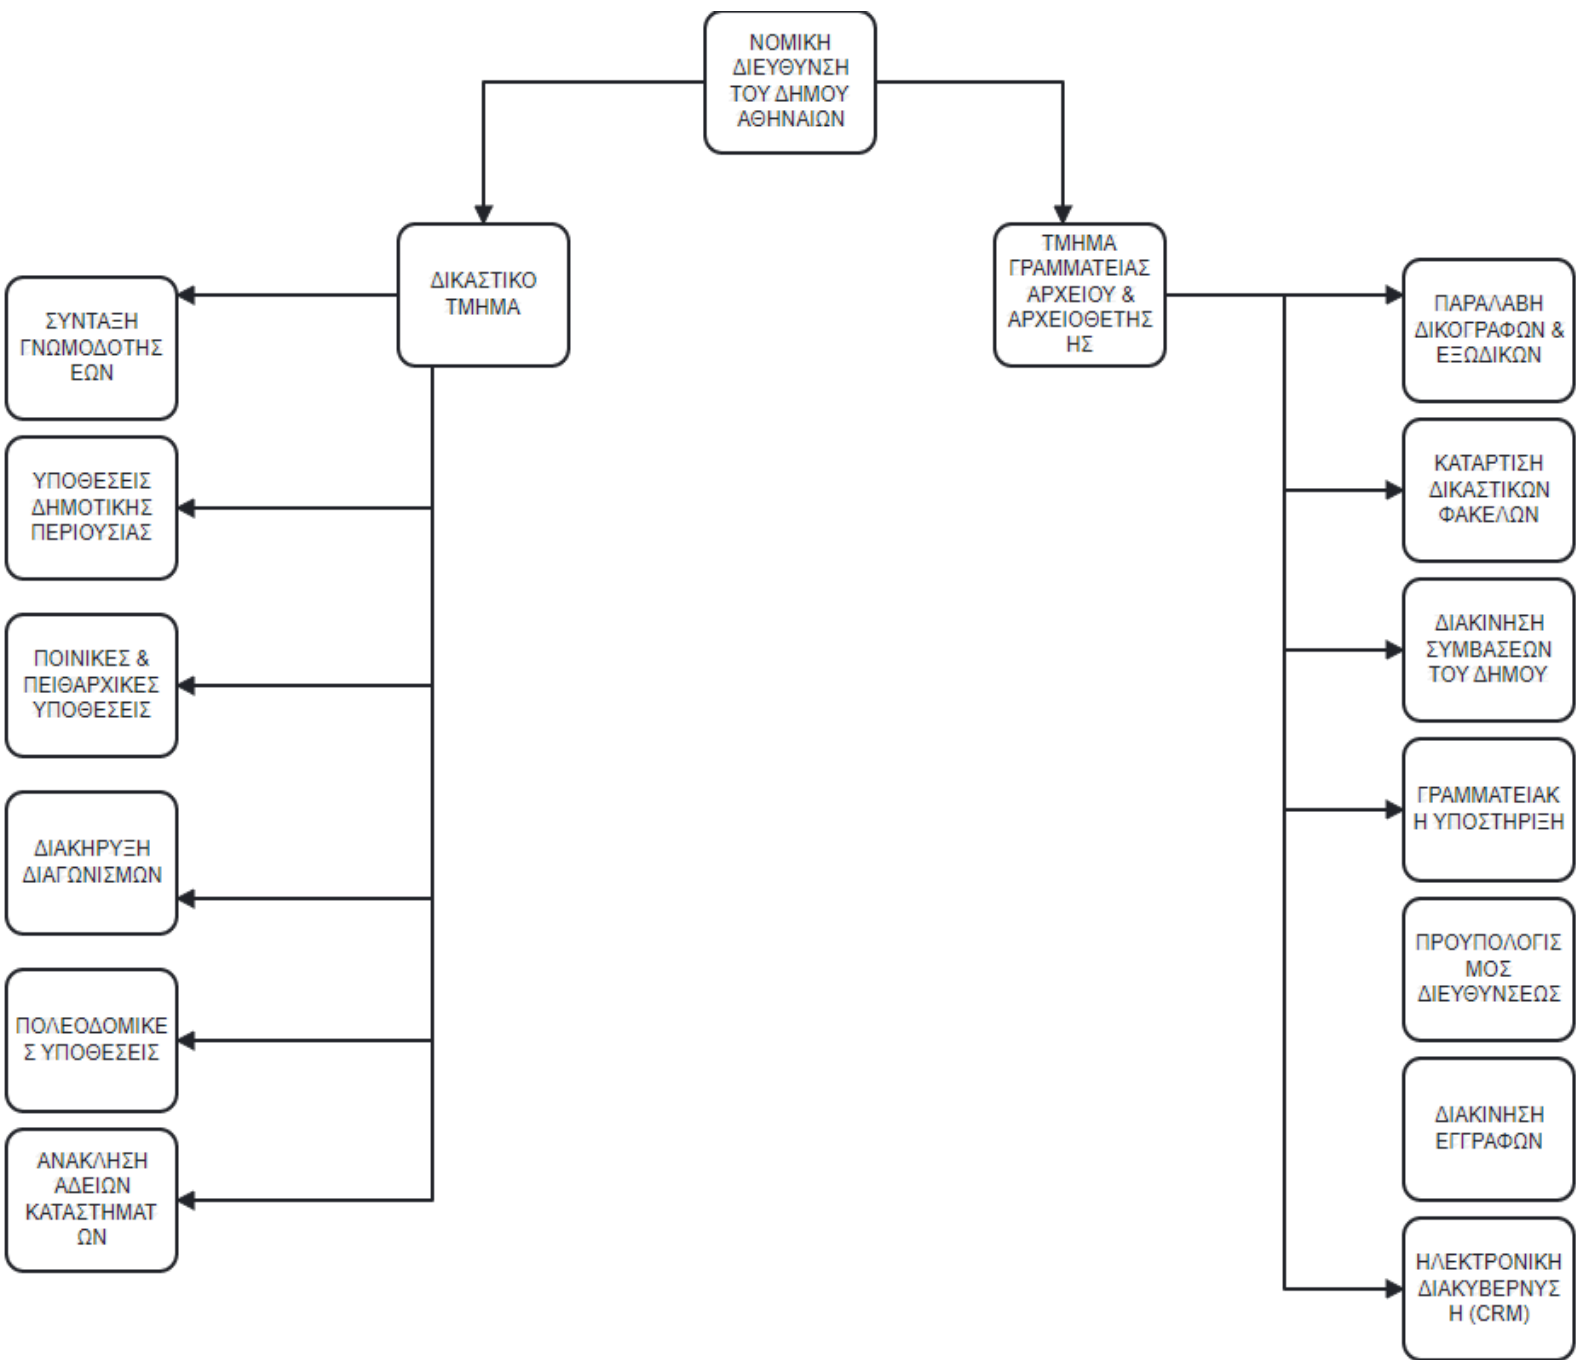 ΝΟΜΙΚΗ
ΔΙΕΥΘΥΝΣΗ
ΤΟΥ ΔΗΜΟΥ
ΑΘΗΝΑΙΩΝ
ΔΙΚΑΣΤΙΚΟ
ΤΜΗΜΑ
ΣΥΝΤΑΞΗ
ΓΝΩΜΟΔΟΤΗΣ
ΕΩΝ
ΥΠΟΘΕΣΕΙΣ
ΔΗΜΟΤΙΚΗΣ
ΠΕΡΙΟΥΣΙΑΣ
ΠΟΙΝΙΚΕΣ &
ΠΕΙΘΑΡΧΙΚΕΣ
ΥΠΟΘΕΣΕΙΣ
ΔΙΑΚΗΡΥΞΗ
ΔΙΑΓΩΝΙΣΜΩΝ
ΠΟΛΕΟΔΟΜΙΚΕ
Σ ΥΠΟΘΕΣΕΙΣ
ΑΝΑΚΛΗΣΗ
ΑΔΕΙΩΝ
ΚΑΤΑΣΤΗΜΑΤ
ΩΝ
ΤΜΗΜΑ
ΓΡΑΜΜΑΤΕΙΑΣ
ΑΡΧΕΙΟΥ &
ΑΡΧΕΙΟΘΕΤΗΣ
ΗΣ
ΠΑΡΑΛΑΒΗ
ΔΙΚΟΓΡΑΦΩΝ &
ΕΞΩΔΙΚΩΝ
ΚΑΤΑΡΤΙΣΗ
ΔΙΚΑΣΤΙΚΩΝ
ΦΑΚΕΛΩΝ
ΔΙΑΚΙΝΗΣΗ
ΣΥΜΒΑΣΕΩΝ
ΤΟΥ ΔΗΜΟΥ
ΓΡΑΜΜΑΤΕΙΑΚ
Η ΥΠΟΣΤΗΡΙΞΗ
ΠΡΟΥΠΟΛΟΓΙΣ
ΜΟΣ
ΔΙΕΥΘΥΝΣΕΩΣ
ΔΙΑΚΙΝΗΣΗ
ΕΓΓΡΑΦΩΝ
ΗΛΕΚΤΡΟΝΙΚΗ
ΔΙΑΚΥΒΕΡΝΥΣ
Η (CRM)